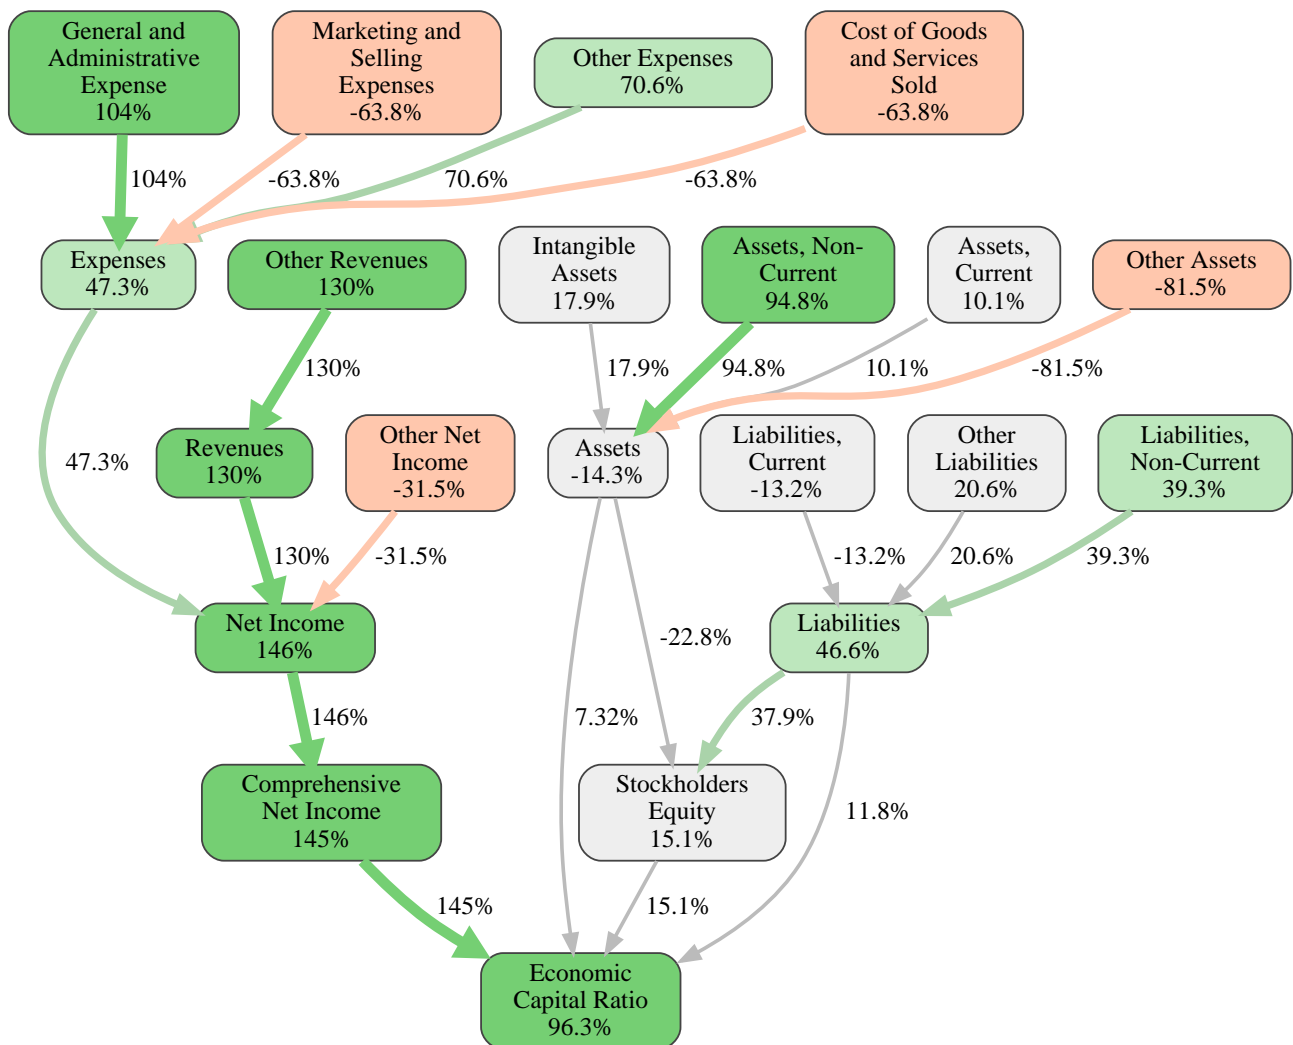 General and
Administrative
Expense
104%
Marketing and
Selling
Expenses
-63.8%
Other Expenses
70.6%
Cost of Goods
and Services
Sold
-63.8%
104%
-63.8%
70.6%
-63.8%
Expenses
47.3%
Other Revenues
130%
Intangible
Assets
17.9%
Assets, Non-
Current
94.8%
Assets,
Current
10.1%
Other Assets
-81.5%
130%
17.9%
94.8%
10.1%
-81.5%
47.3%
Revenues
130%
Other Net
Income
-31.5%
Assets
-14.3%
Liabilities,
Current
-13.2%
Other
Liabilities
20.6%
Liabilities,
Non-Current
39.3%
130%
-31.5%
-13.2%
20.6%
39.3%
Net Income
146%
-22.8%
Liabilities
46.6%
146%
7.32%
37.9%
Comprehensive
Net Income
145%
Stockholders
Equity
15.1%
11.8%
145%
15.1%
Economic
Capital Ratio
96.3%